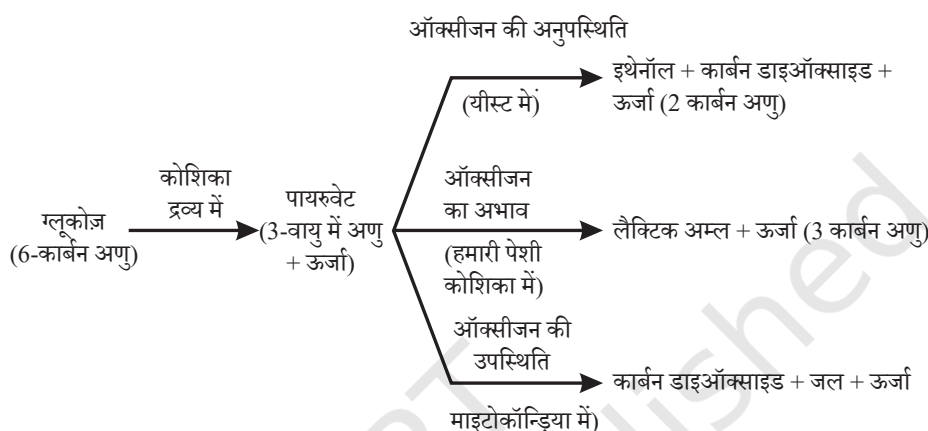 ऑक्सीजन की अनुपस्थिति
(यीस्ट में)
इथेनॉल + कार्बन डाइऑक्साइड +
ऊर्जा (2 कार्बन अणु)
ग्लूकोज़
(6-कार्बन अणु)
कोशिका
द्रव्य में
पायरुवेट
(3-वायु में अणु
+ ऊर्जा)
ऑक्सीजन
का अभाव
(हमारी पेशी
कोशिका में)
लैक्टिक अम्ल + ऊर्जा (3 कार्बन अणु)
ऑक्सीजन की
उपस्थिति
माइटोकॉन्ड्रिया में)
कार्बन डाइऑक्साइड + जल + ऊर्जा